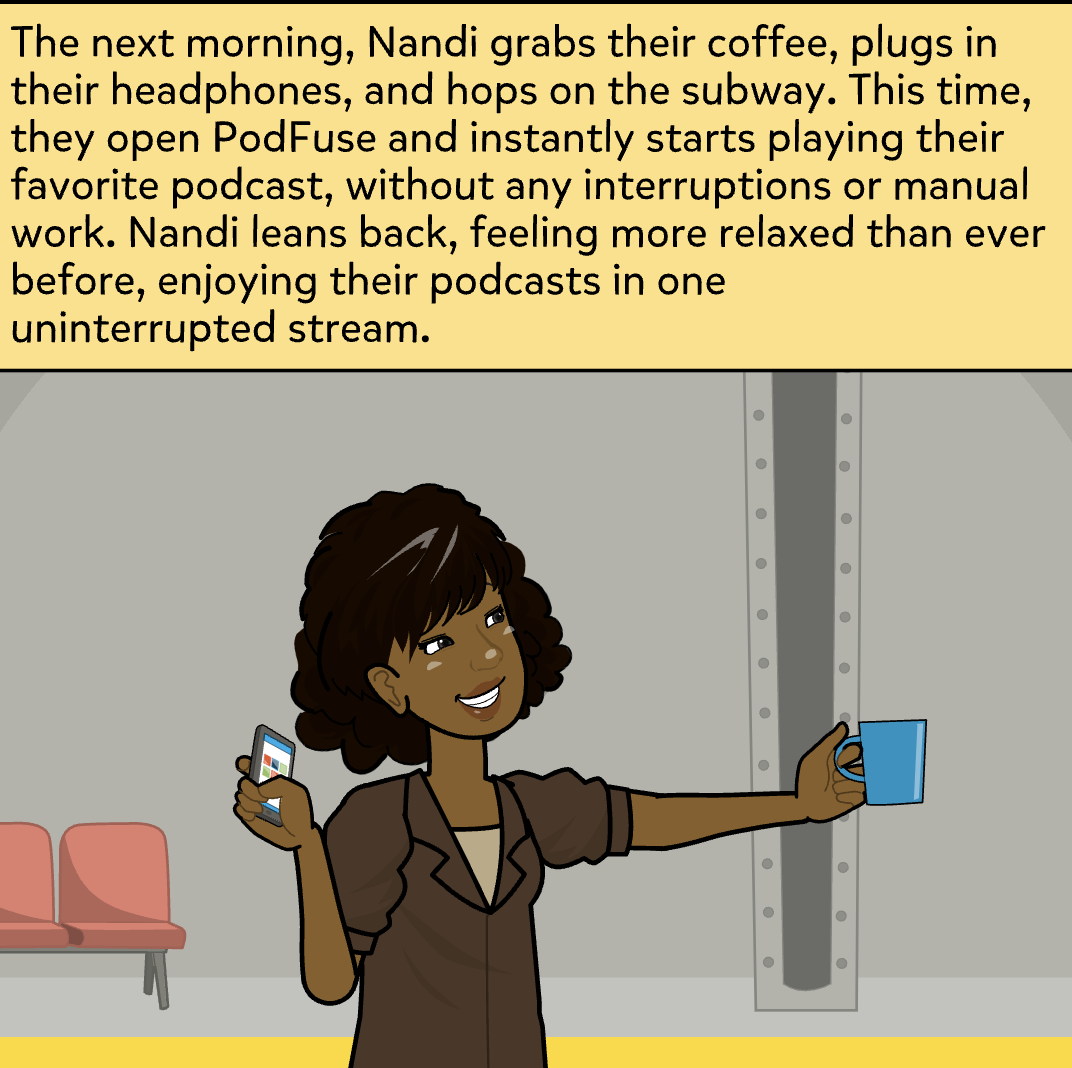 The next morning, Nandi grabs their coffee, plugs in
their headphones, and hops on the subway. This time,
they open PodFuse and instantly starts playing their
favorite podcast, without any interruptions or manual
work. Nandi leans back, feeling more relaxed than ever
before, enjoying their podcasts in one
uninterrupted stream.